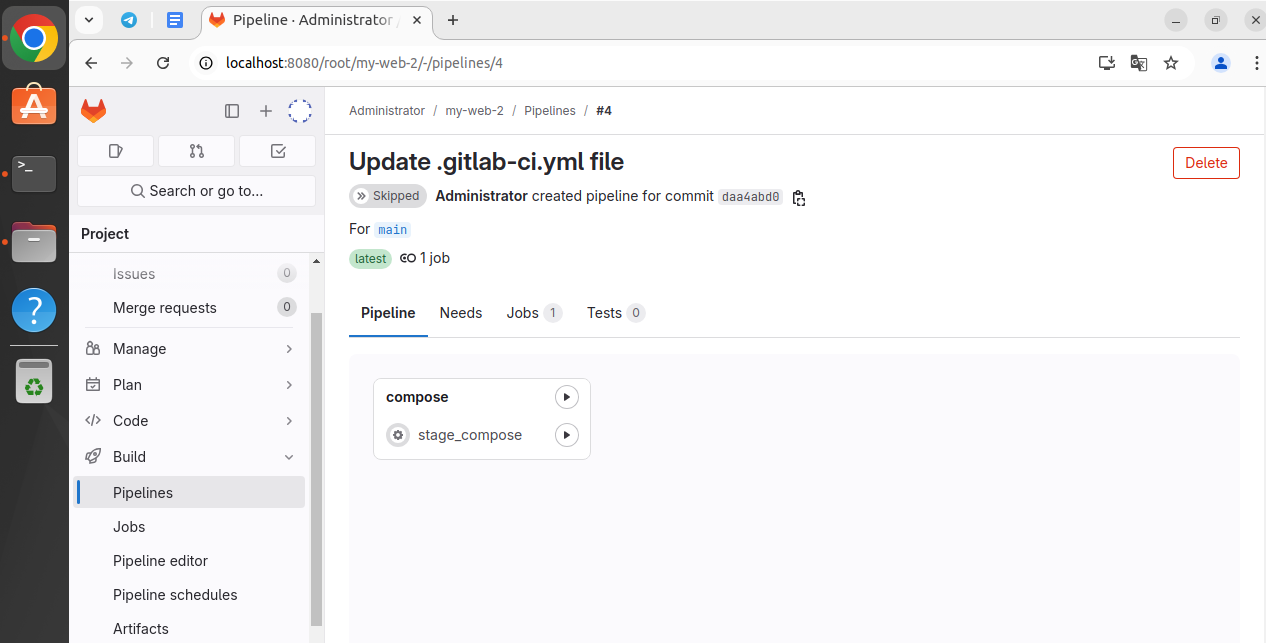 Pipeline · Administrator /
localhost:8080/root/my-web-2/-/pipelines/4
Administrator / my-web-2 / Pipelines / #4
Update .gitlab-ci.yml file
Delete
Skipped Administrator created pipeline for commit daa4abd0
For main
latest 1 job
Pipeline Needs Jobs 1 Tests 0
compose
stage_compose
Search or go to...
Project
Issues 0
Merge requests 0
Manage
Plan
Code
Build
Pipelines
Jobs
Pipeline editor
Pipeline schedules
Artifacts